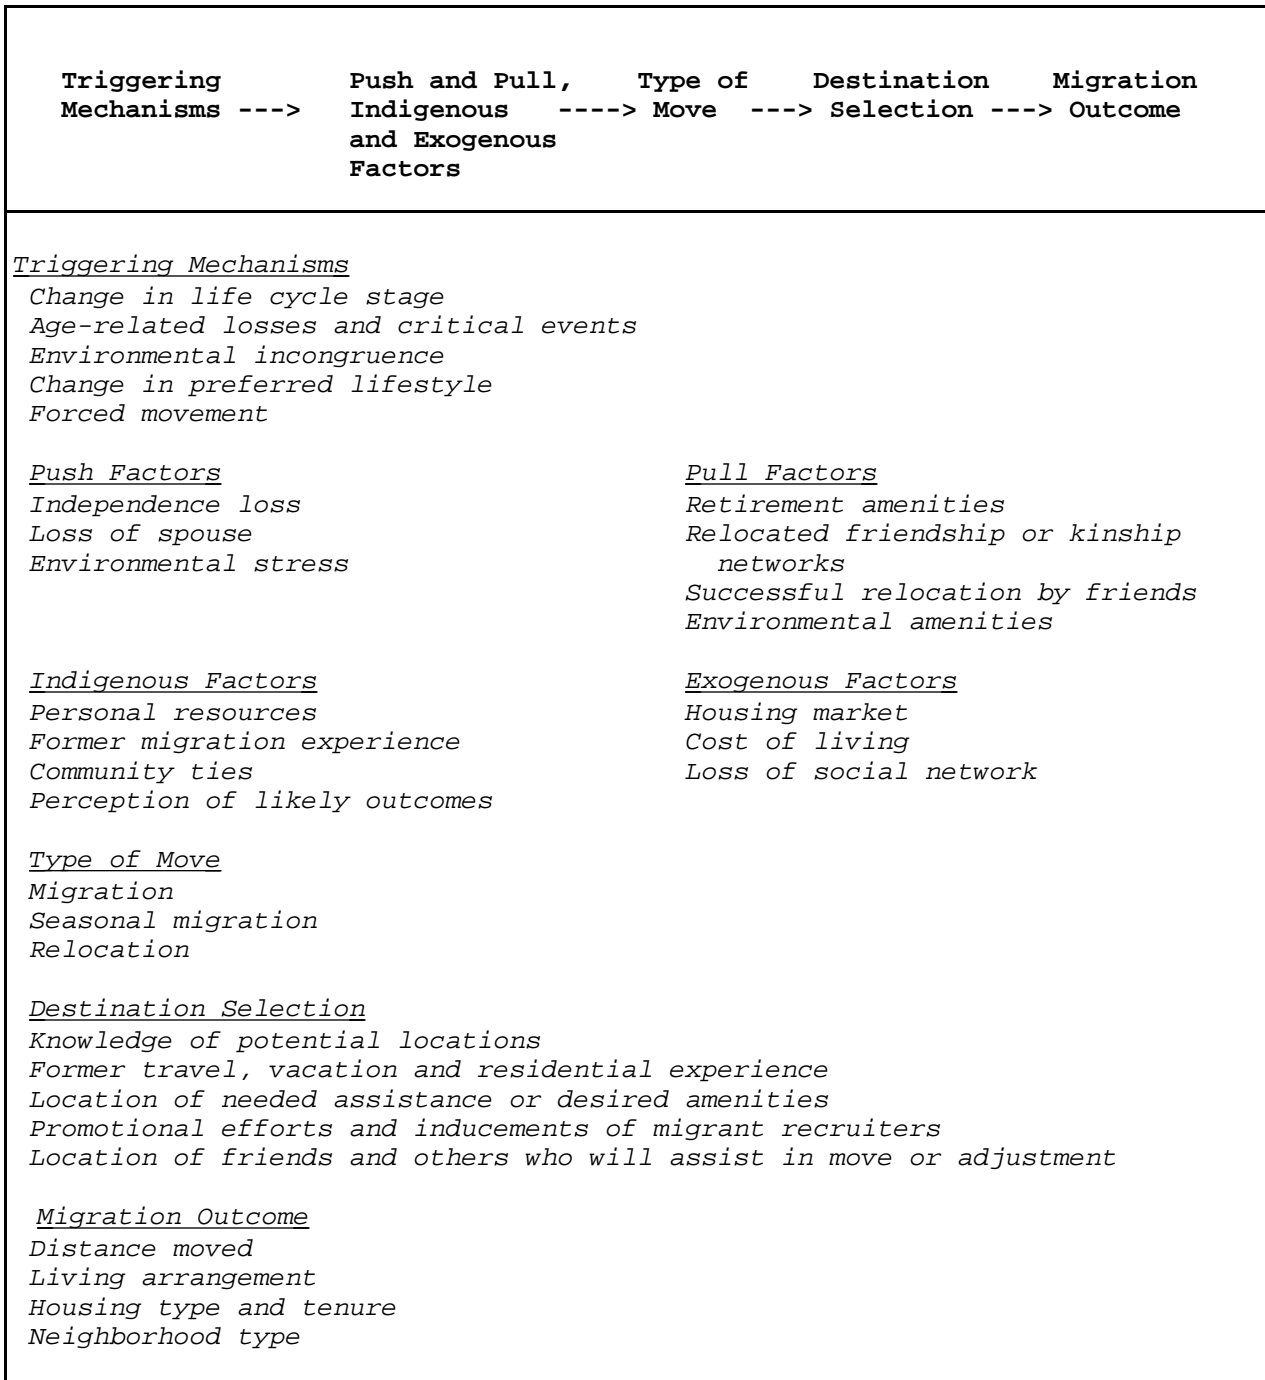 Triggering Push and Pull, Type of Destination Migration
Mechanisms ---> Indigenous ----> Move ---> Selection ---> Outcome
and Exogenous
Factors
Triggering Mechanisms
Change in life cycle stage
Age-related losses and critical events
Environmental incongruence
Change in preferred lifestyle
Forced movement
Push Factors Pull Factors
Independence loss Retirement amenities
Loss of spouse Relocated friendship or kinship
Environmental stress networks
Successful relocation by friends
Environmental amenities
Indigenous Factors Exogenous Factors
Personal resources Housing market
Former migration experience Cost of living
Community ties Loss of social network
Perception of likely outcomes
Type of Move
Migration
Seasonal migration
Relocation
Destination Selection
Knowledge of potential locations
Former travel, vacation and residential experience
Location of needed assistance or desired amenities
Promotional efforts and inducements of migrant recruiters
Location of friends and others who will assist in move or adjustment
Migration Outcome
Distance moved
Living arrangement
Housing type and tenure
Neighborhood type